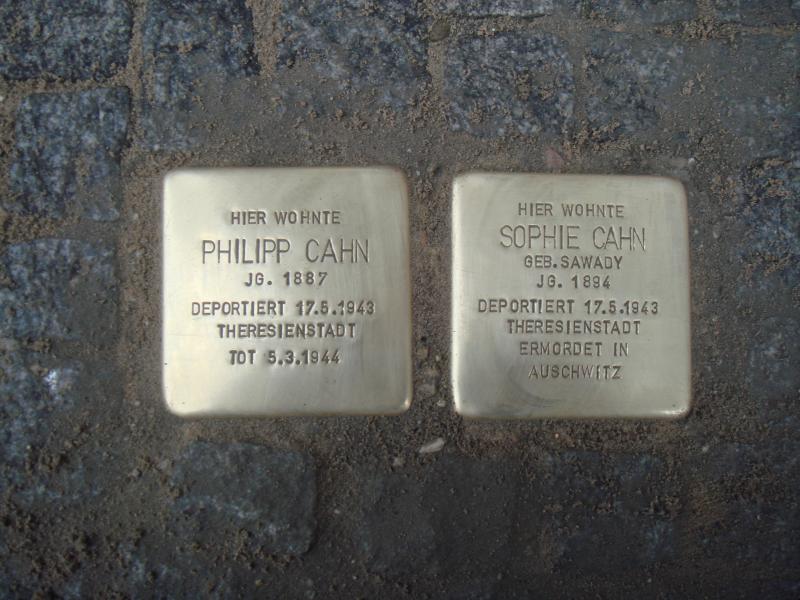 HIER WOHNTE
PHILIPP CAHN
JG. 1887
DEPORTIERT 17.5.1943
THERESIENSTADT
TOT 5.3.1944
HIER WOHNTE
SOPHIE CAHN
GEB. SAWADY
JG. 1894
DEPORTIERT 17.5.1943
THERESIENSTADT
ERMORDET IN
AUSCHWITZ